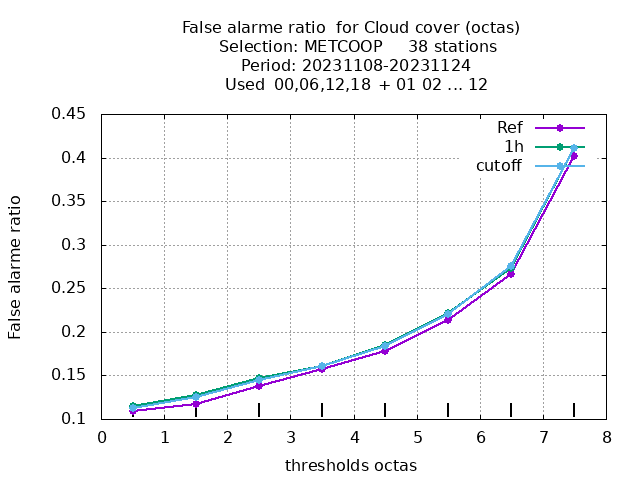 False alarme ratio  for Cloud cover (octas)
Selection: METCOOP     38 stations
Period: 20231108-20231124
Used  00,06,12,18  + 01 02 ... 12
Ref
1h
cutoff
0.45
0.4
0.35
0.3
0.25
0.2
0.15
0.1
False alarme ratio
0 1 2 3 4 5 6 7 8
thresholds octas